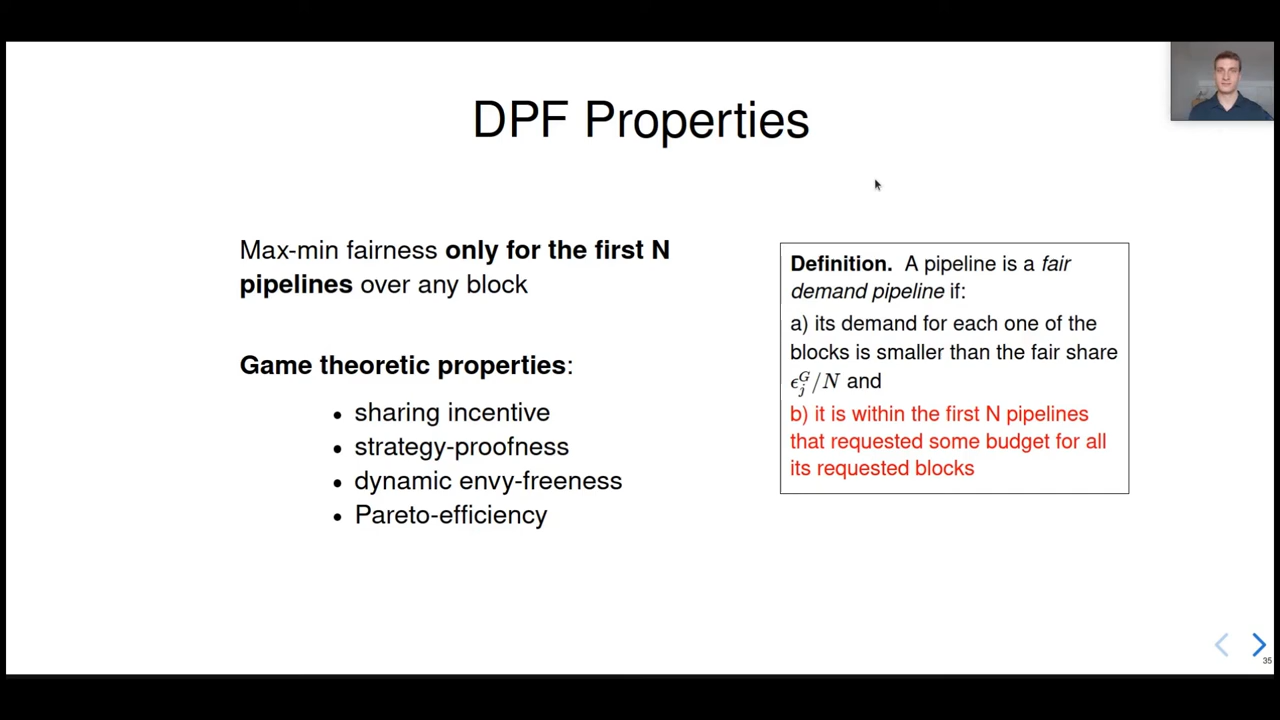 DPF Properties
Max-min fairness only for the first N
pipelines over any block
Game theoretic properties:
• sharing incentive
• strategy-proofness
• dynamic envy-freeness
• Pareto-efficiency
Definition. A pipeline is a fair
demand pipeline if:
a) its demand for each one of the
blocks is smaller than the fair share
ϵ_j^G/N and
b) it is within the first N pipelines
that requested some budget for all
its requested blocks
35